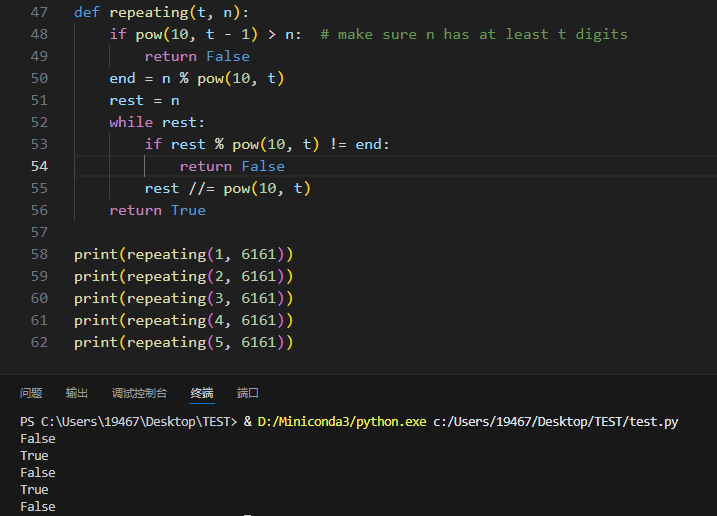 47 def repeating(t, n):
48     if pow(10, t - 1) > n:  # make sure n has at least t digits
49         return False
50     end = n % pow(10, t)
51     rest = n
52     while rest:
53         if rest % pow(10, t) != end:
54             return False
55         rest //= pow(10, t)
56     return True
57
58 print(repeating(1, 6161))
59 print(repeating(2, 6161))
60 print(repeating(3, 6161))
61 print(repeating(4, 6161))
62 print(repeating(5, 6161))
问题 输出 调试控制台 终端 端口
PS C:\Users\19467\Desktop\TEST> & D:/Miniconda3/python.exe c:/Users/19467/Desktop/TEST/test.py
False
True
False
True
False